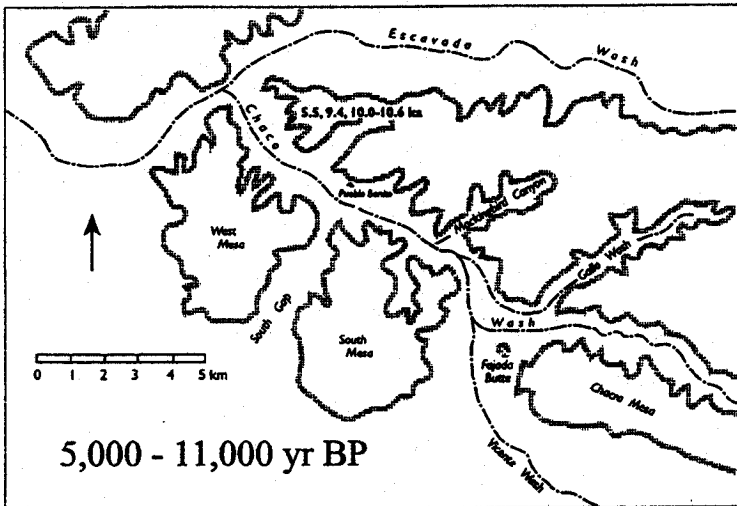 Escavada Wash
5.5, 9.4, 10.0-10.6 ka
Chaco
Pueblo Bonito
Mockingbird Canyon
West
Mesa
Gallo Wash
South Gap
South
Mesa
Wash
Fajada
Butte
Chacra Mesa
0 1 2 3 4 5 km
5,000 - 11,000 yr BP
Vicente Wash